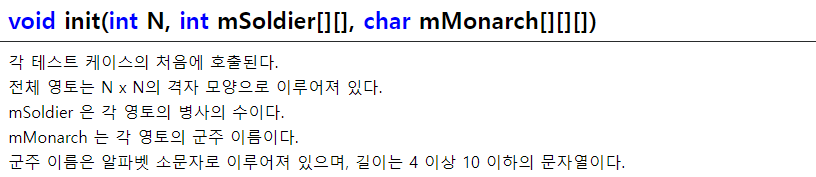 void init(int N, int mSoldier[][], char mMonarch[][][])
각 테스트 케이스의 처음에 호출된다.
전체 영토는 N x N의 격자 모양으로 이루어져 있다.
mSoldier 은 각 영토의 병사의 수이다.
mMonarch 는 각 영토의 군주 이름이다.
군주 이름은 알파벳 소문자로 이루어져 있으며, 길이는 4 이상 10 이하의 문자열이다.